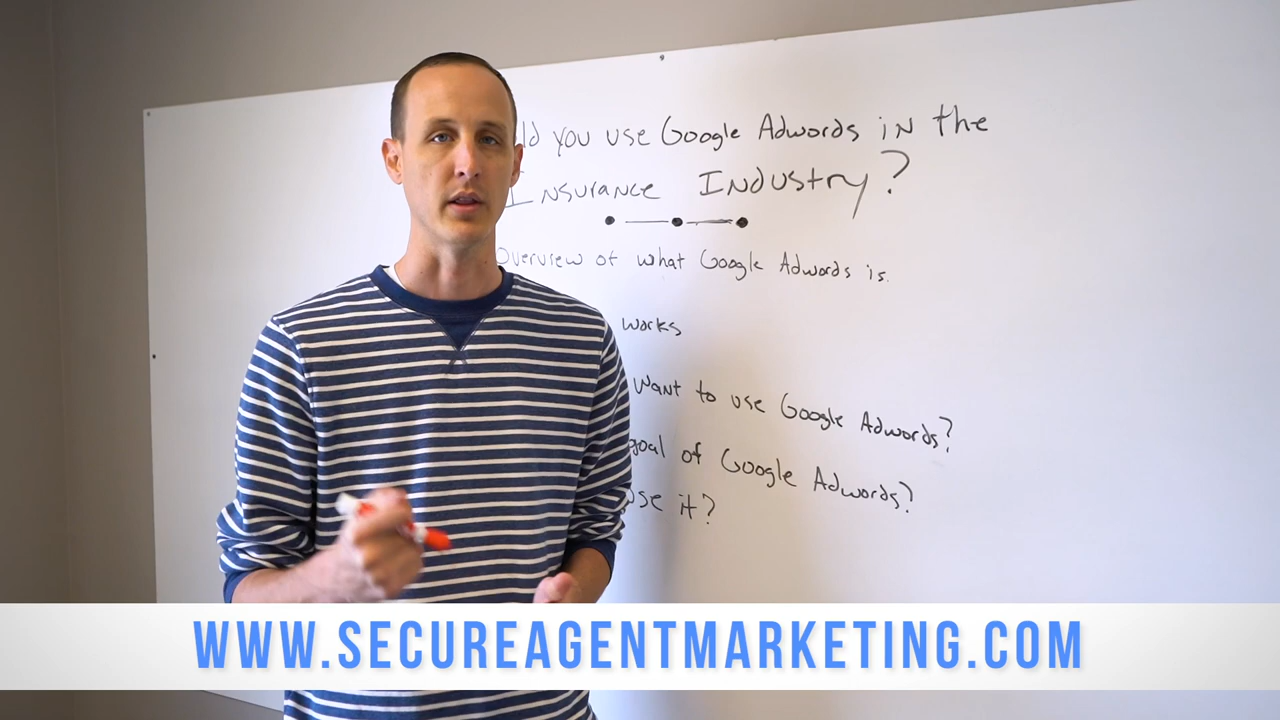 ld you use Google Adwords in the
Insurance Industry?
Overview of what Google Adwords is.
works
want to use Google Adwords?
goal of Google Adwords?
use it?
WWW.SECUREAGENTMARKETING.COM